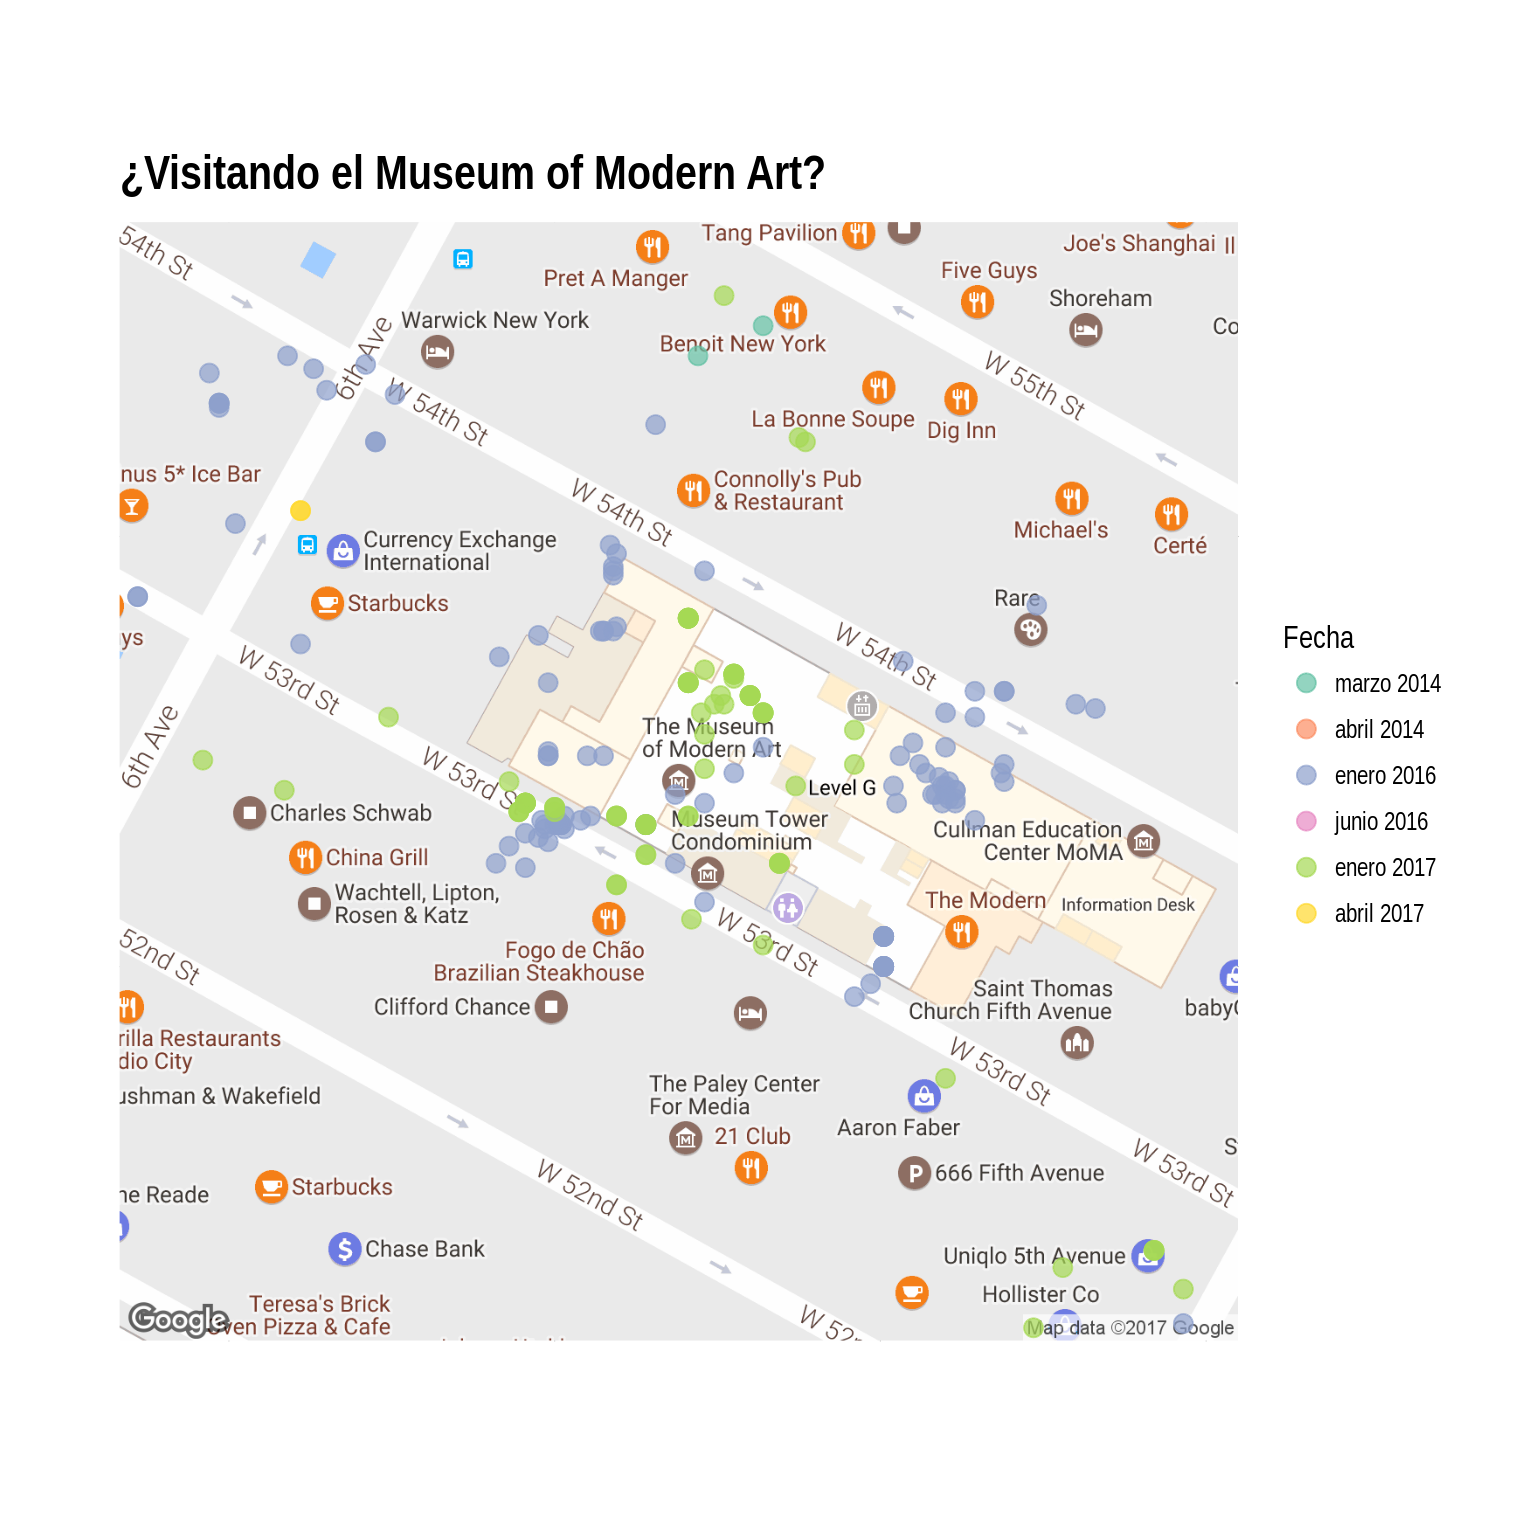 ¿Visitando el Museum of Modern Art?
54th St
Tang Pavilion
Joe's Shanghai II
Pret A Manger
Five Guys
Shoreham
Warwick New York
6th Ave
Benoit New York
Co
W 55th St
W 54th St
La Bonne Soupe
Dig Inn
nus 5* Ice Bar
Connolly's Pub
& Restaurant
W 54th St
Michael's
Certé
Currency Exchange
International
Starbucks
Rare
ys
W 54th St
W 53rd St
6th Ave
The Museum
of Modern Art
W 53rd S
Level G
Charles Schwab
Museum Tower
Condominium
Cullman Education
Center MoMA
China Grill
Wachtell, Lipton,
Rosen & Katz
The Modern
Information Desk
W 53rd St
52nd St
Fogo de Chão
Brazilian Steakhouse
Clifford Chance
Saint Thomas
Church Fifth Avenue
baby
rilla Restaurants
dio City
W 53rd St
ushman & Wakefield
The Paley Center
For Media
21 Club
Aaron Faber
W 53rd St
S
666 Fifth Avenue
P
W 52nd St
ne Reade
Starbucks
$ Chase Bank
Uniqlo 5th Avenue
Hollister Co
Teresa's Brick
Oven Pizza & Cafe
W 52
Google
Map data ©2017 Google
Fecha
marzo 2014
abril 2014
enero 2016
junio 2016
enero 2017
abril 2017